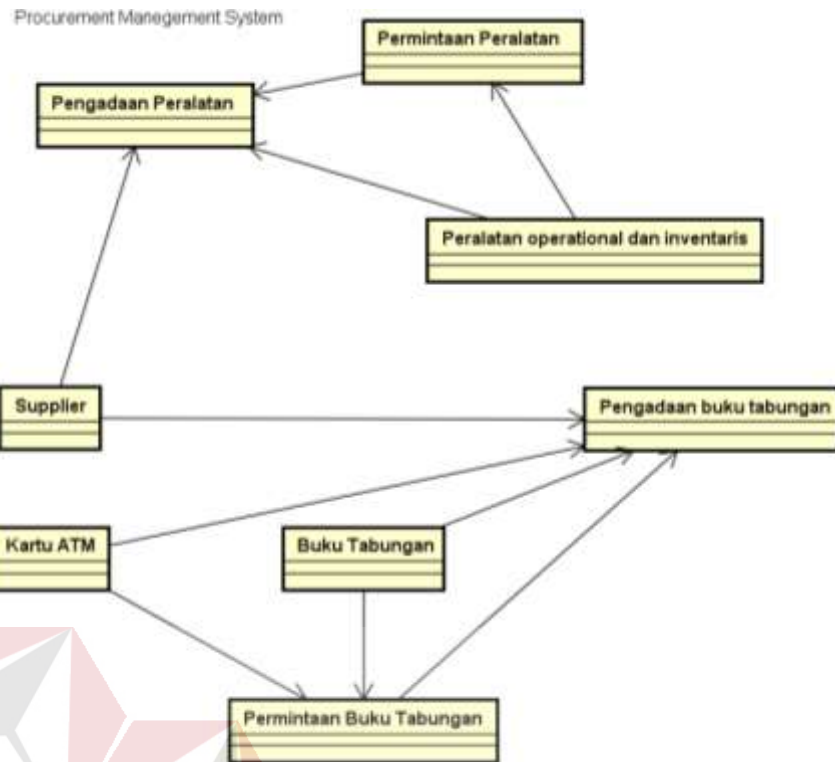 Procurement Manegement System
Permintaan Peralatan
Pengadaan Peralatan
Peralatan operational dan inventaris
Supplier
Pengadaan buku tabungan
Kartu ATM
Buku Tabungan
Permintaan Buku Tabungan